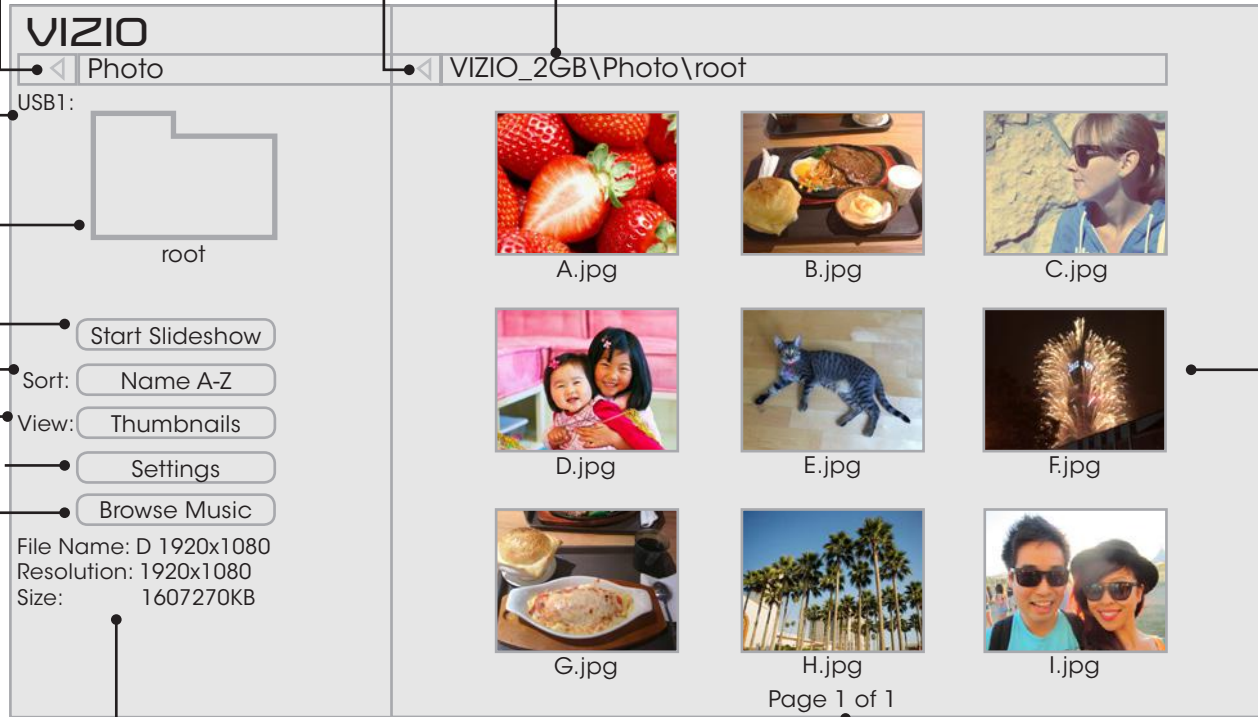 VIZIO
Photo
VIZIO_2GB\Photo\root
USB1:
root
Start Slideshow
Sort: Name A-Z
View: Thumbnails
Settings
Browse Music
File Name: D 1920x1080
Resolution: 1920x1080
Size: 1607270KB
A.jpg
B.jpg
C.jpg
D.jpg
E.jpg
F.jpg
G.jpg
H.jpg
I.jpg
Page 1 of 1